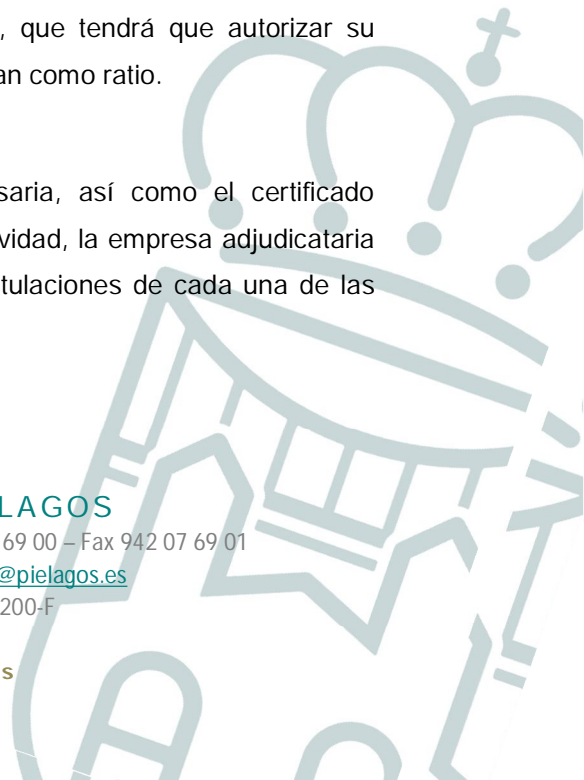 , que tendrá que autorizar su
an como ratio.
saria, así como el certificado
vidad, la empresa adjudicataria
tulaciones de cada una de las
LAGOS
69 00 – Fax 942 07 69 01
@pielagos.es
200-F
s